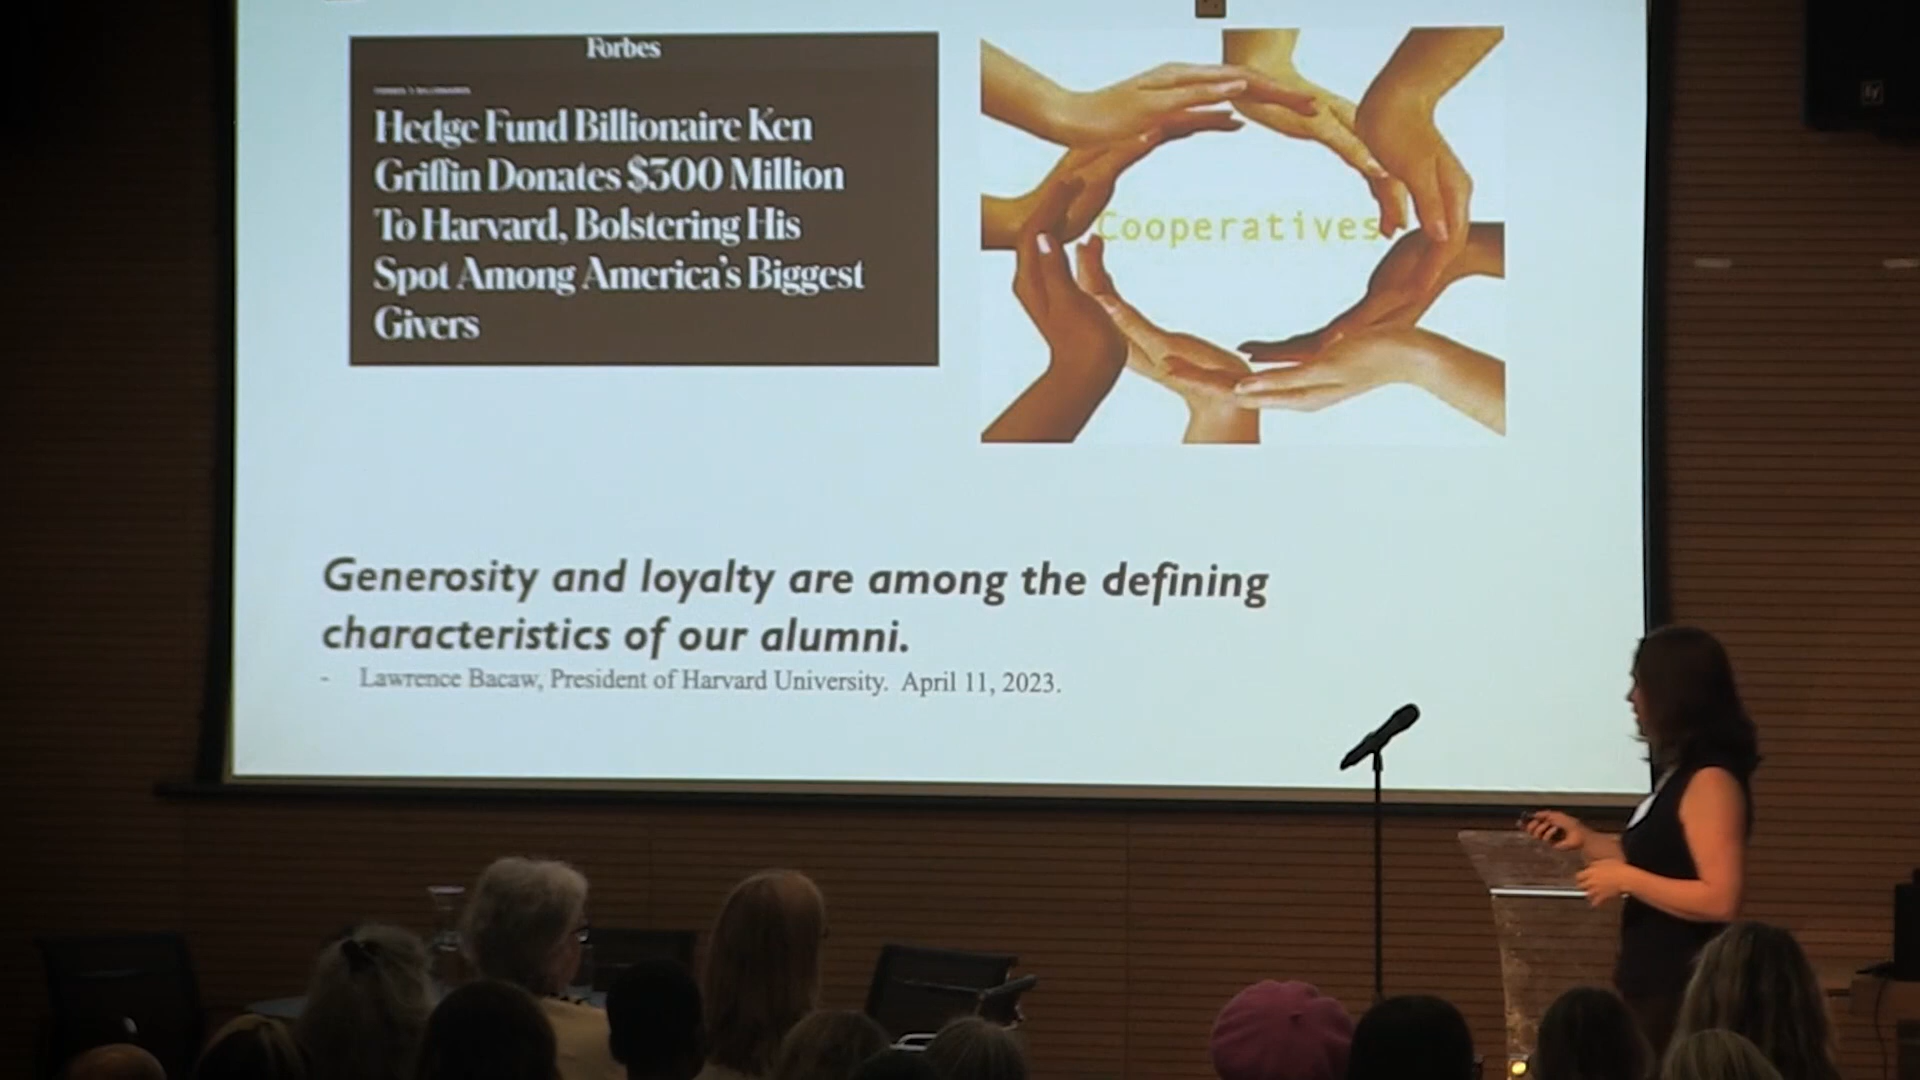 Forbes
Hedge Fund Billionaire Ken
Griffin Donates $300 Million
To Harvard, Bolstering His
Spot Among America's Biggest
Givers
Cooperatives
Generosity and loyalty are among the defining
characteristics of our alumni.
- Lawrence Bacaw, President of Harvard University. April 11, 2023.